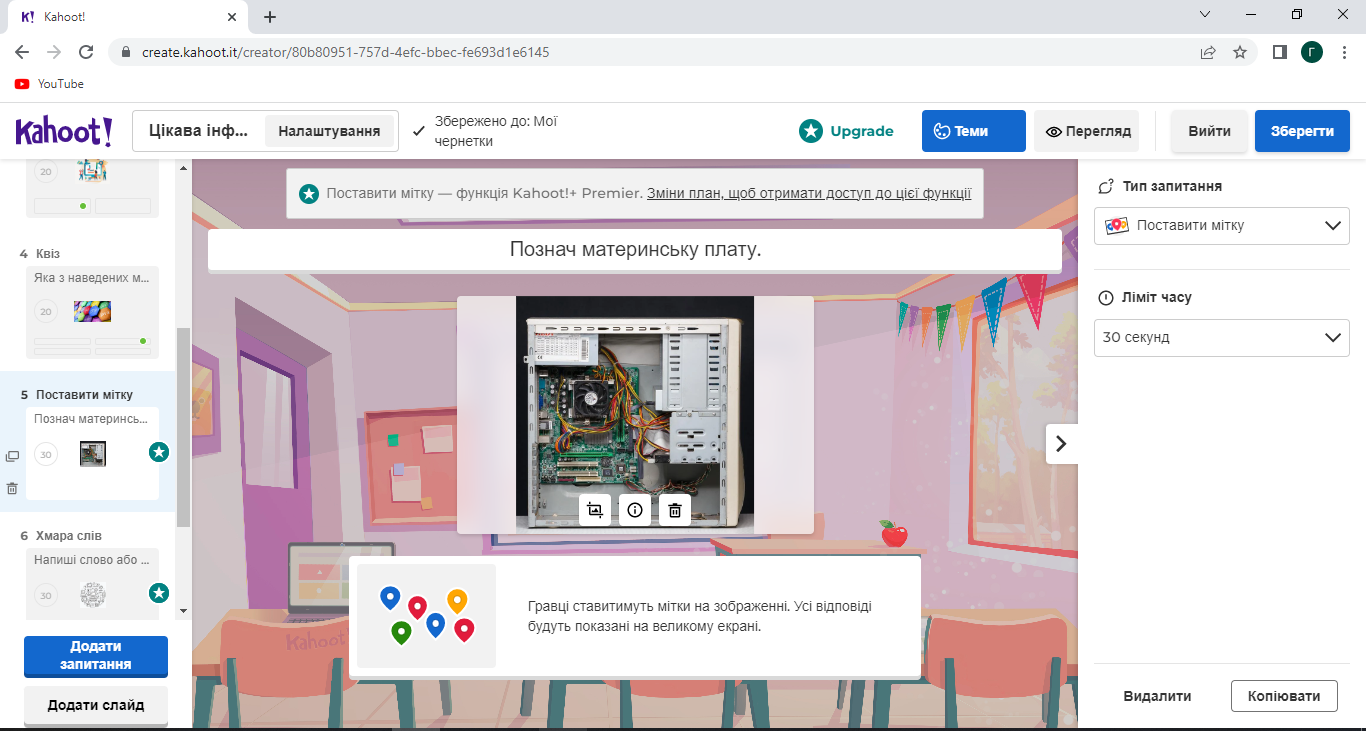 Kahoot!
create.kahoot.it/creator/80b80951-757d-4efc-bbec-fe693d1e6145
Г
YouTube
Kahoot!
Цікава інф...
Налаштування
Збережено до: Мої
чернетки
Upgrade
Теми
Перегляд
Вийти
Зберегти
20
4 Квіз
Яка з наведених м...
20
5 Поставити мітку
Познач материнсь...
30
6 Хмара слів
Напиші слово або ...
30
Додати
запитання
Додати слайд
Поставити мітку — функція Kahoot!+ Premier. Зміни план, щоб отримати доступ до цієї функції
Познач материнську плату.
Гравці ставитимуть мітки на зображенні. Усі відповіді
будуть показані на великому екрані.
Kahoot!
Тип запитання
Поставити мітку
Ліміт часу
30 секунд
Видалити
Копіювати